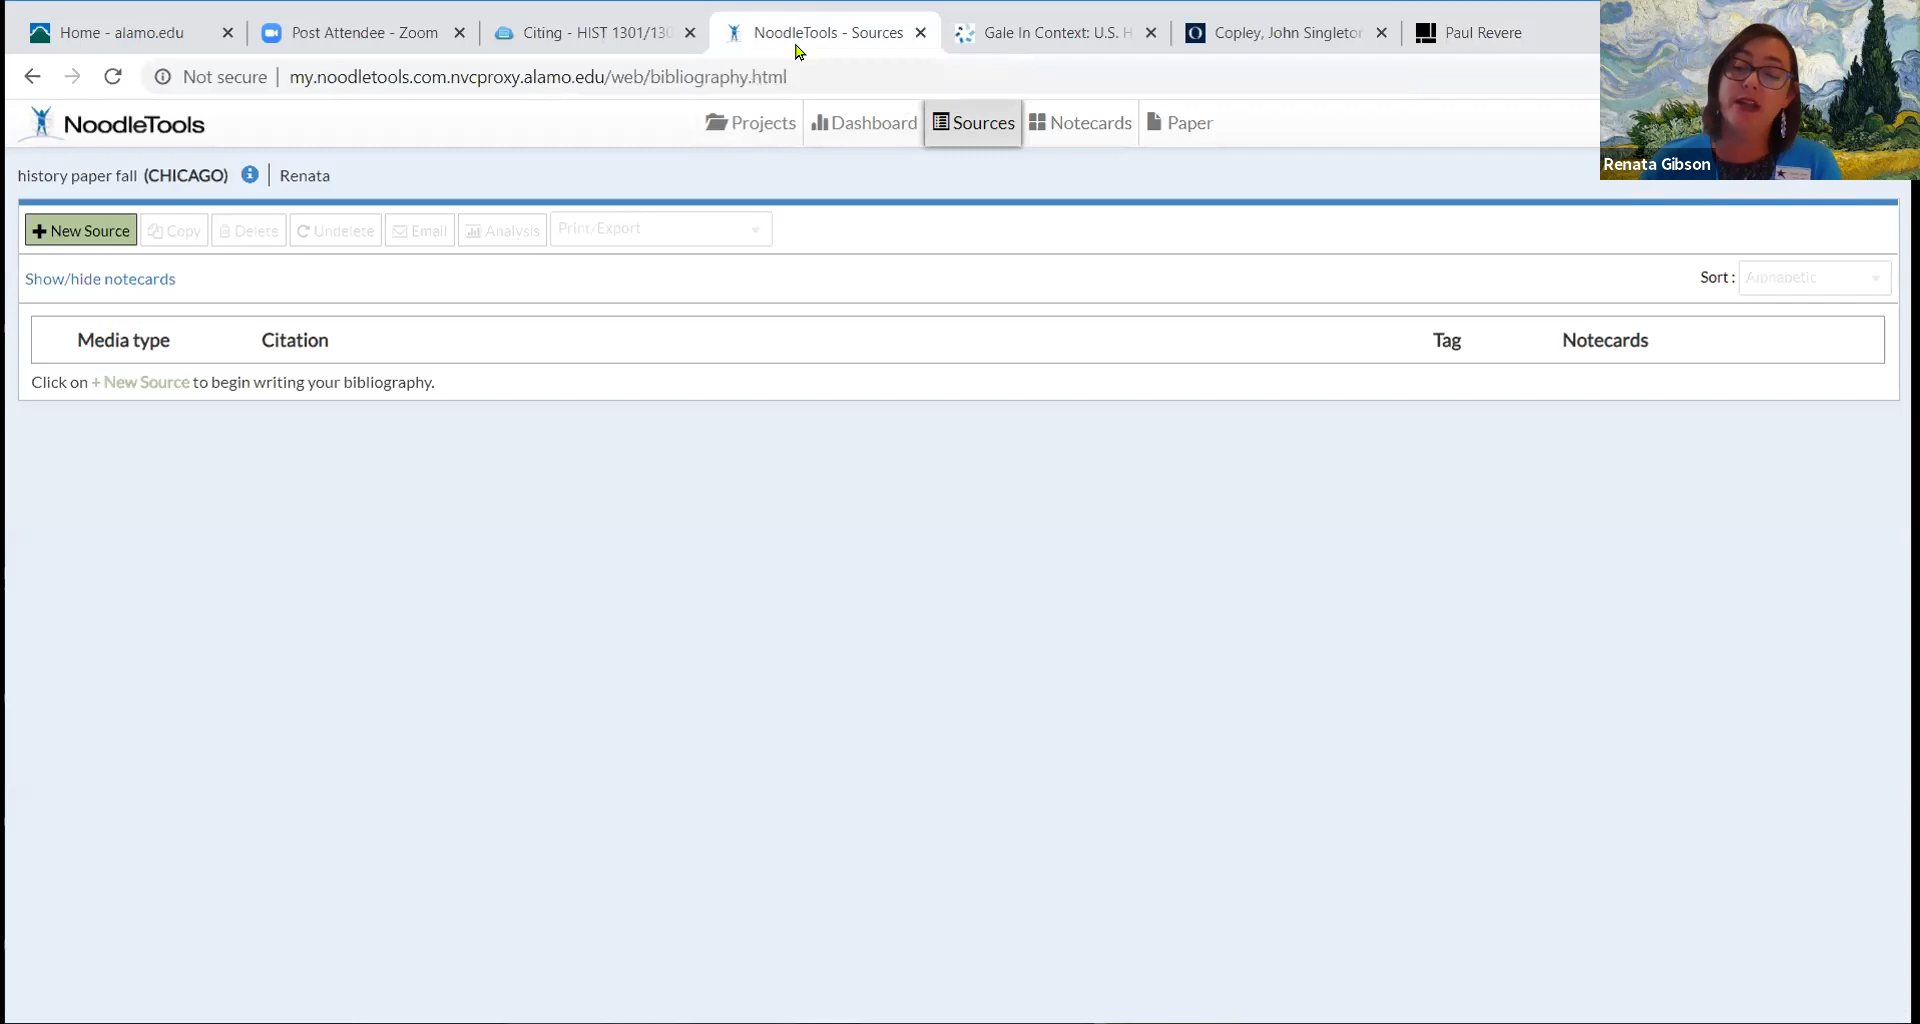 Home - alamo.edu
Post Attendee - Zoom
Citing - HIST 1301/130
NoodleTools - Sources
Gale In Context: U.S. H
Copley, John Singleton
Paul Revere
Not secure
my.noodletools.com.nvcproxy.alamo.edu/web/bibliography.html
NoodleTools
Projects
Dashboard
Sources
Notecards
Paper
Renata Gibson
history paper fall (CHICAGO)
Renata
+ New Source
Copy
Delete
Undelete
Email
Analysis
Print/Export
Show/hide notecards
Sort :
Alphabetic
Media type
Citation
Tag
Notecards
Click on + New Source to begin writing your bibliography.